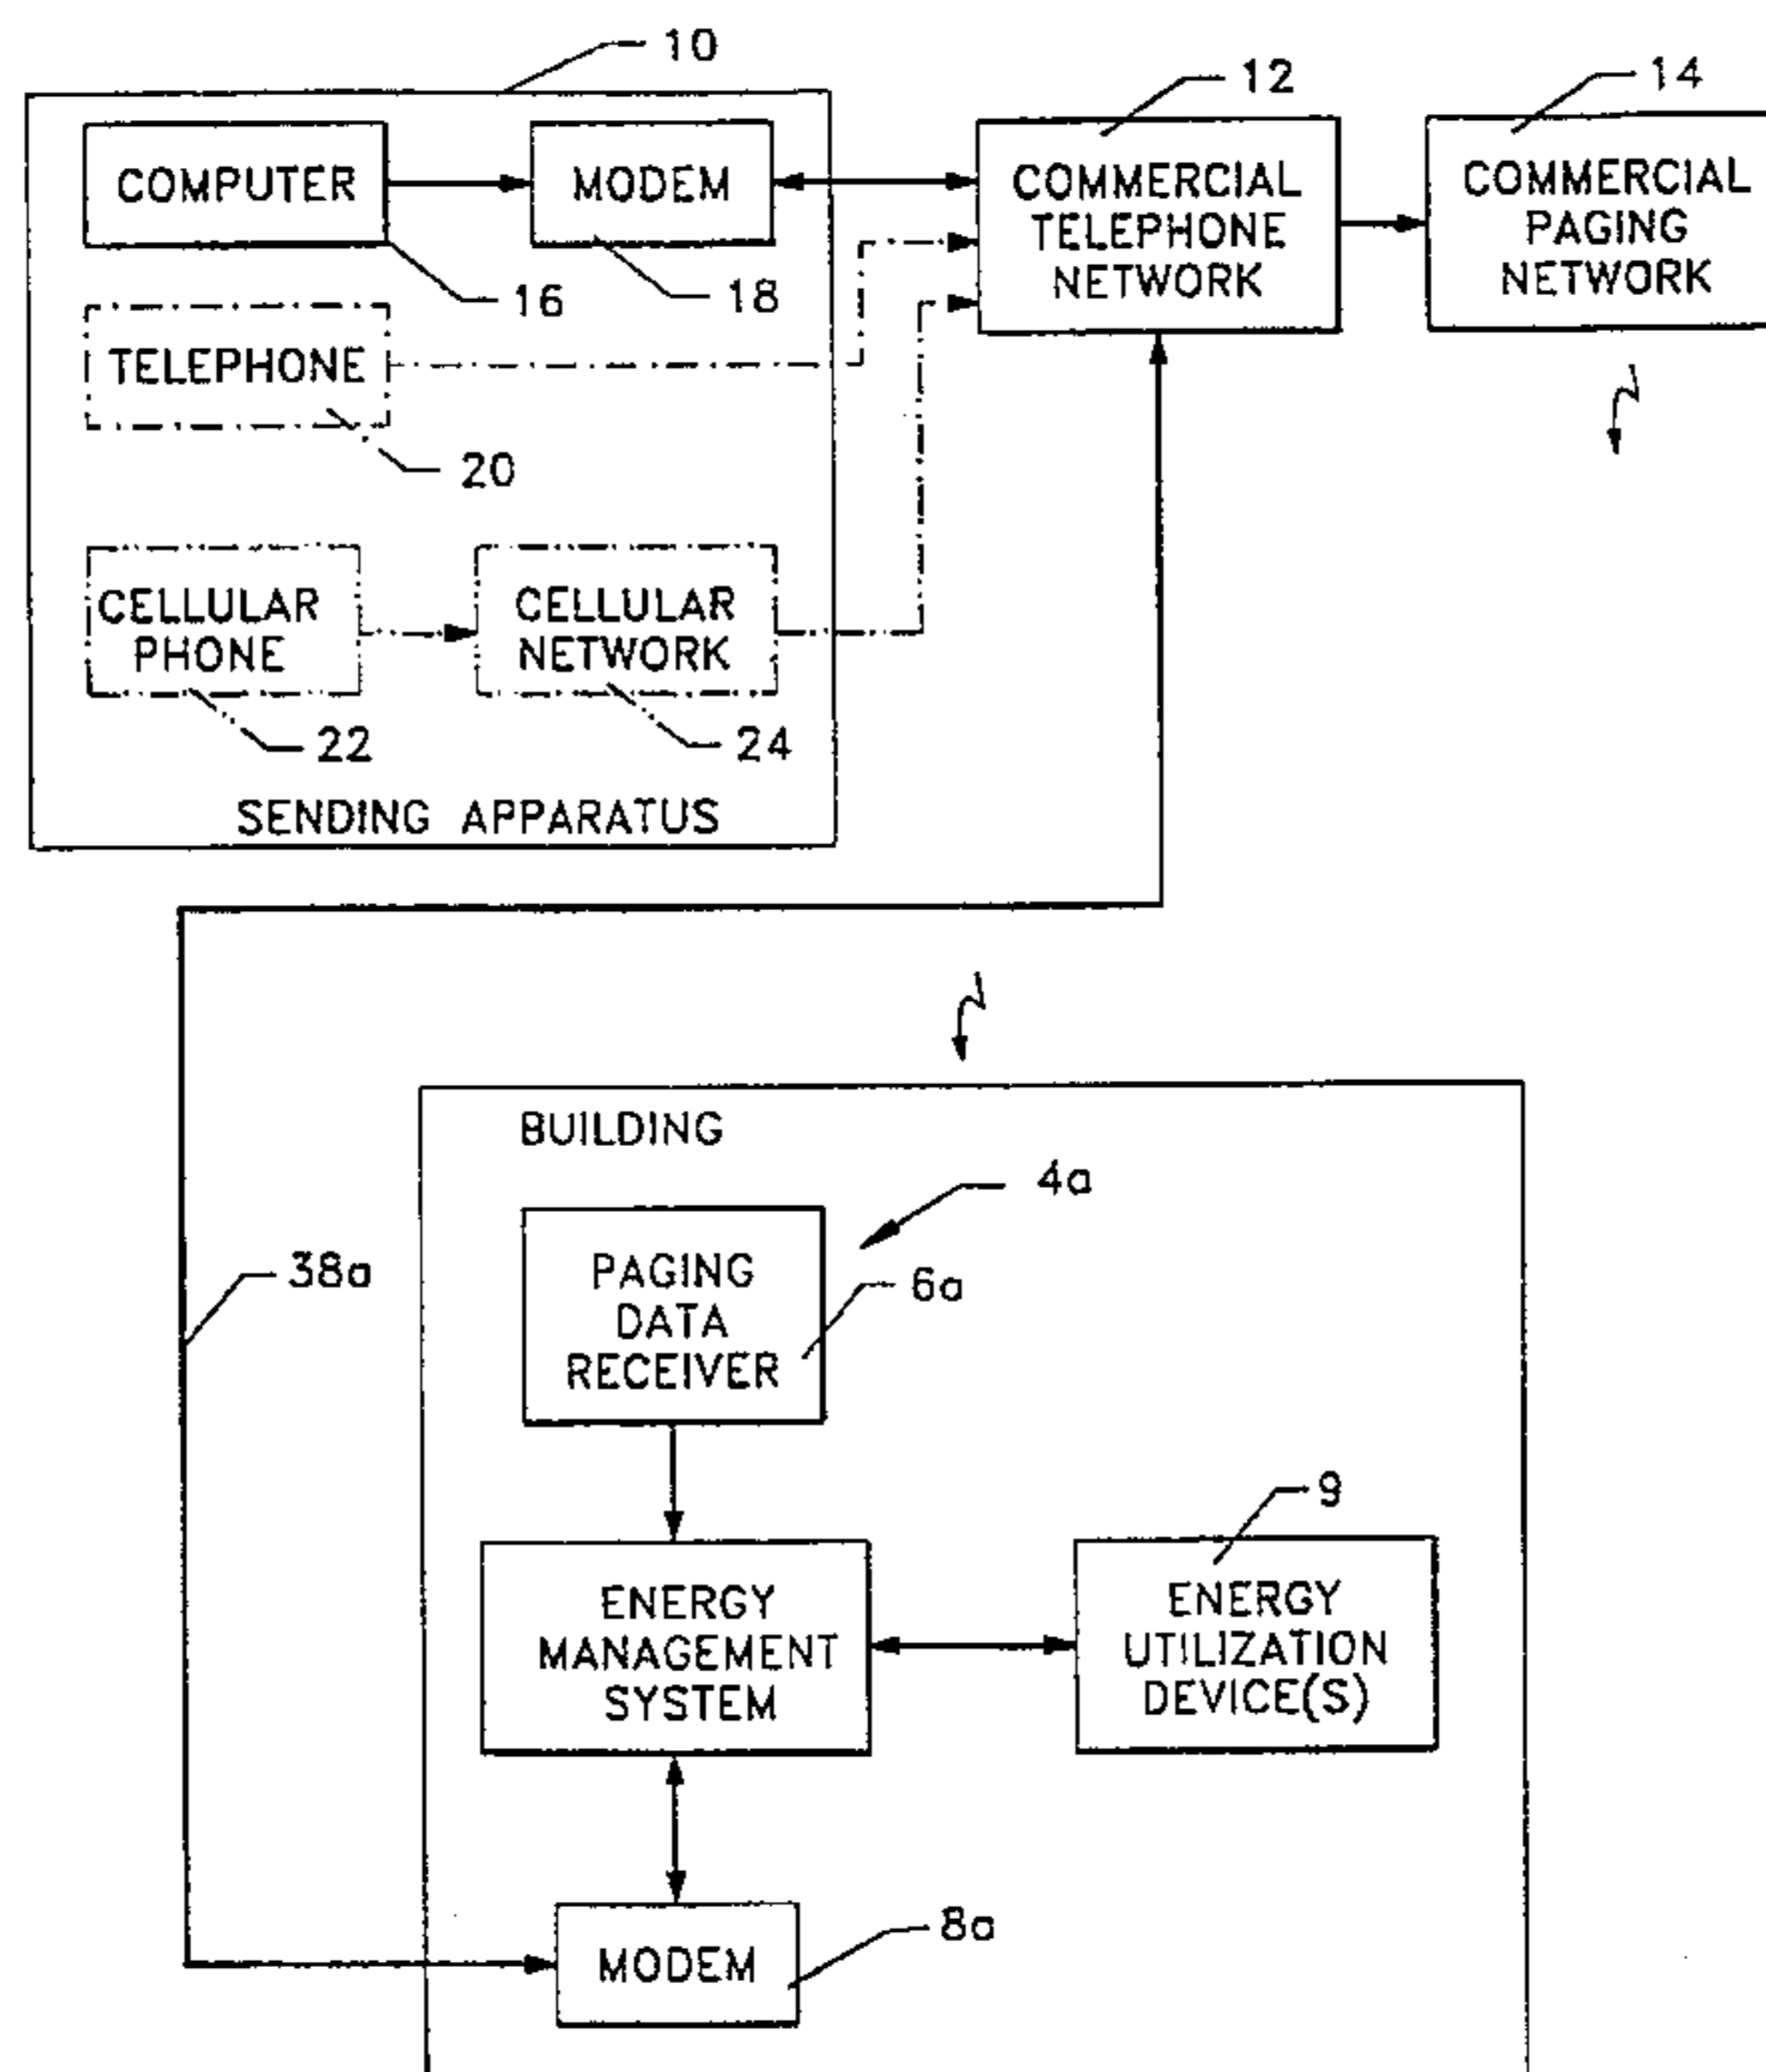 10
12
14
COMPUTER
MODEM
COMMERCIAL
TELEPHONE
NETWORK
COMMERCIAL
PAGING
NETWORK
16
18
TELEPHONE
20
CELLULAR
PHONE
CELLULAR
NETWORK
22
24
SENDING APPARATUS
BUILDING
4a
PAGING
DATA
RECEIVER
6a
38a
9
ENERGY
MANAGEMENT
SYSTEM
ENERGY
UTILIZATION
DEVICE(S)
MODEM
8a